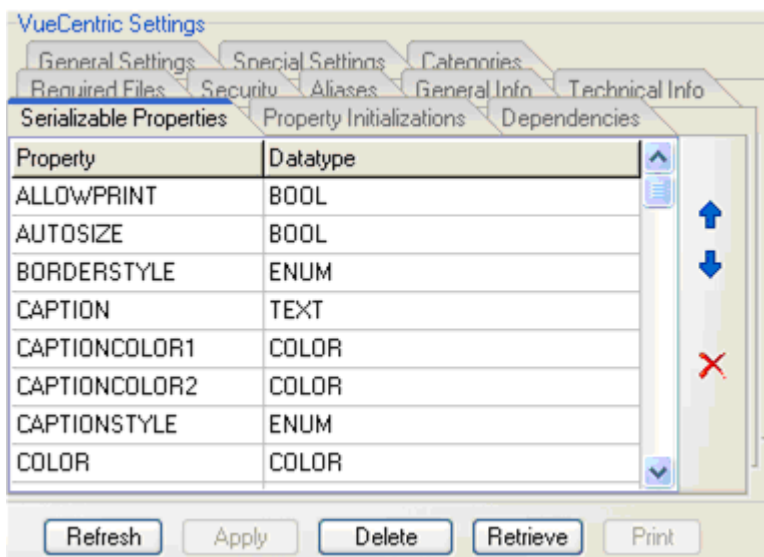 VueCentric Settings
General Settings Special Settings Categories
Required Files Security Aliases General Info Technical Info
Serializable Properties Property Initializations Dependencies
Property Datatype
ALLOWPRINT BOOL
AUTOSIZE BOOL
BORDERSTYLE ENUM
CAPTION TEXT
CAPTIONCOLOR1 COLOR
CAPTIONCOLOR2 COLOR
CAPTIONSTYLE ENUM
COLOR COLOR
Refresh Apply Delete Retrieve Print